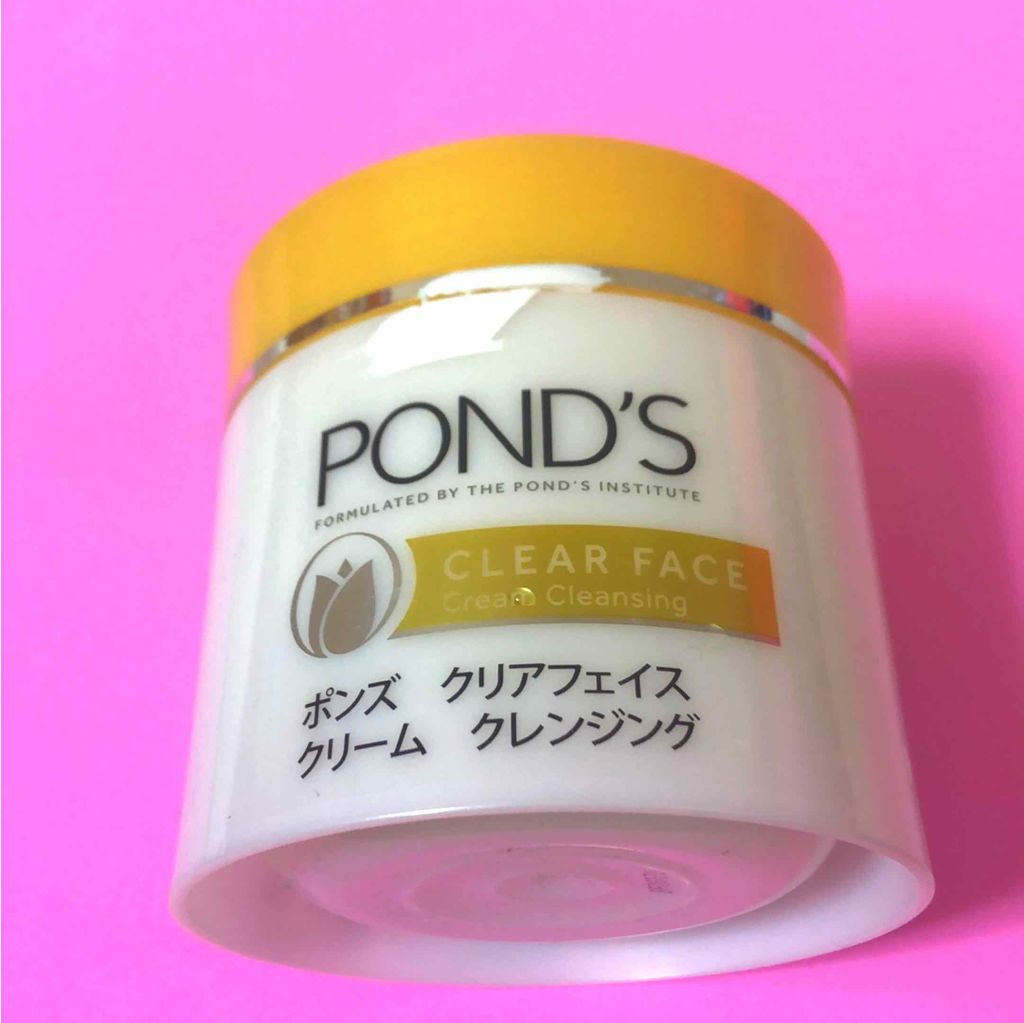 POND'S
FORMULATED BY THE POND'S INSTITUTE
CLEAR FACE
Cream Cleansing
ポンズ クリアフェイス
クリーム クレンジング